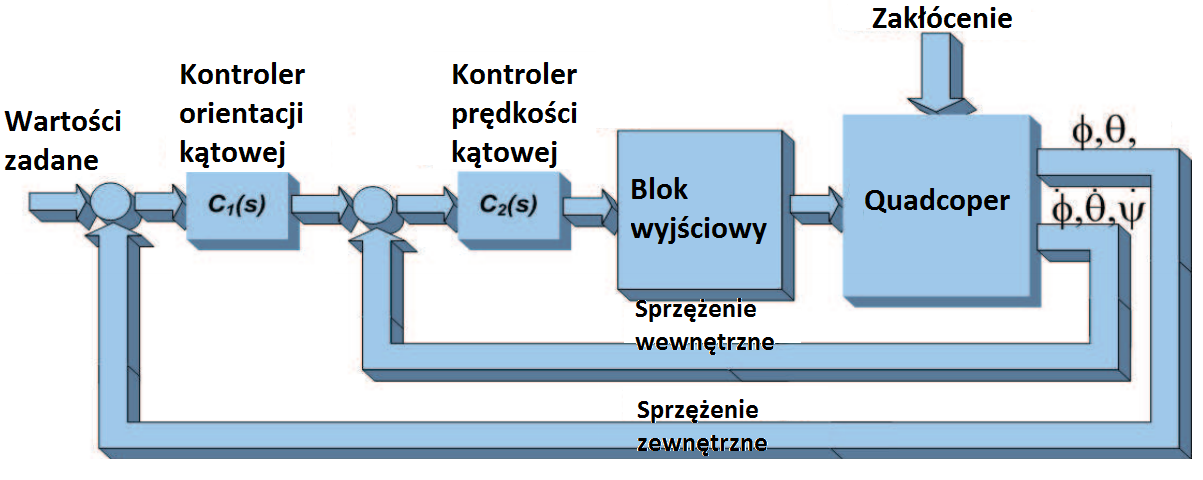 Zakłócenie
Kontroler
orientacji
kątowej
Kontroler
prędkości
kątowej
Wartości
zadane
C₁(s)
C₂(s)
Blok
wyjściowy
Quadcoper
ϕ,θ,
ϕ̇,θ̇,ψ̇
Sprzężenie
wewnętrzne
Sprzężenie
zewnętrzne